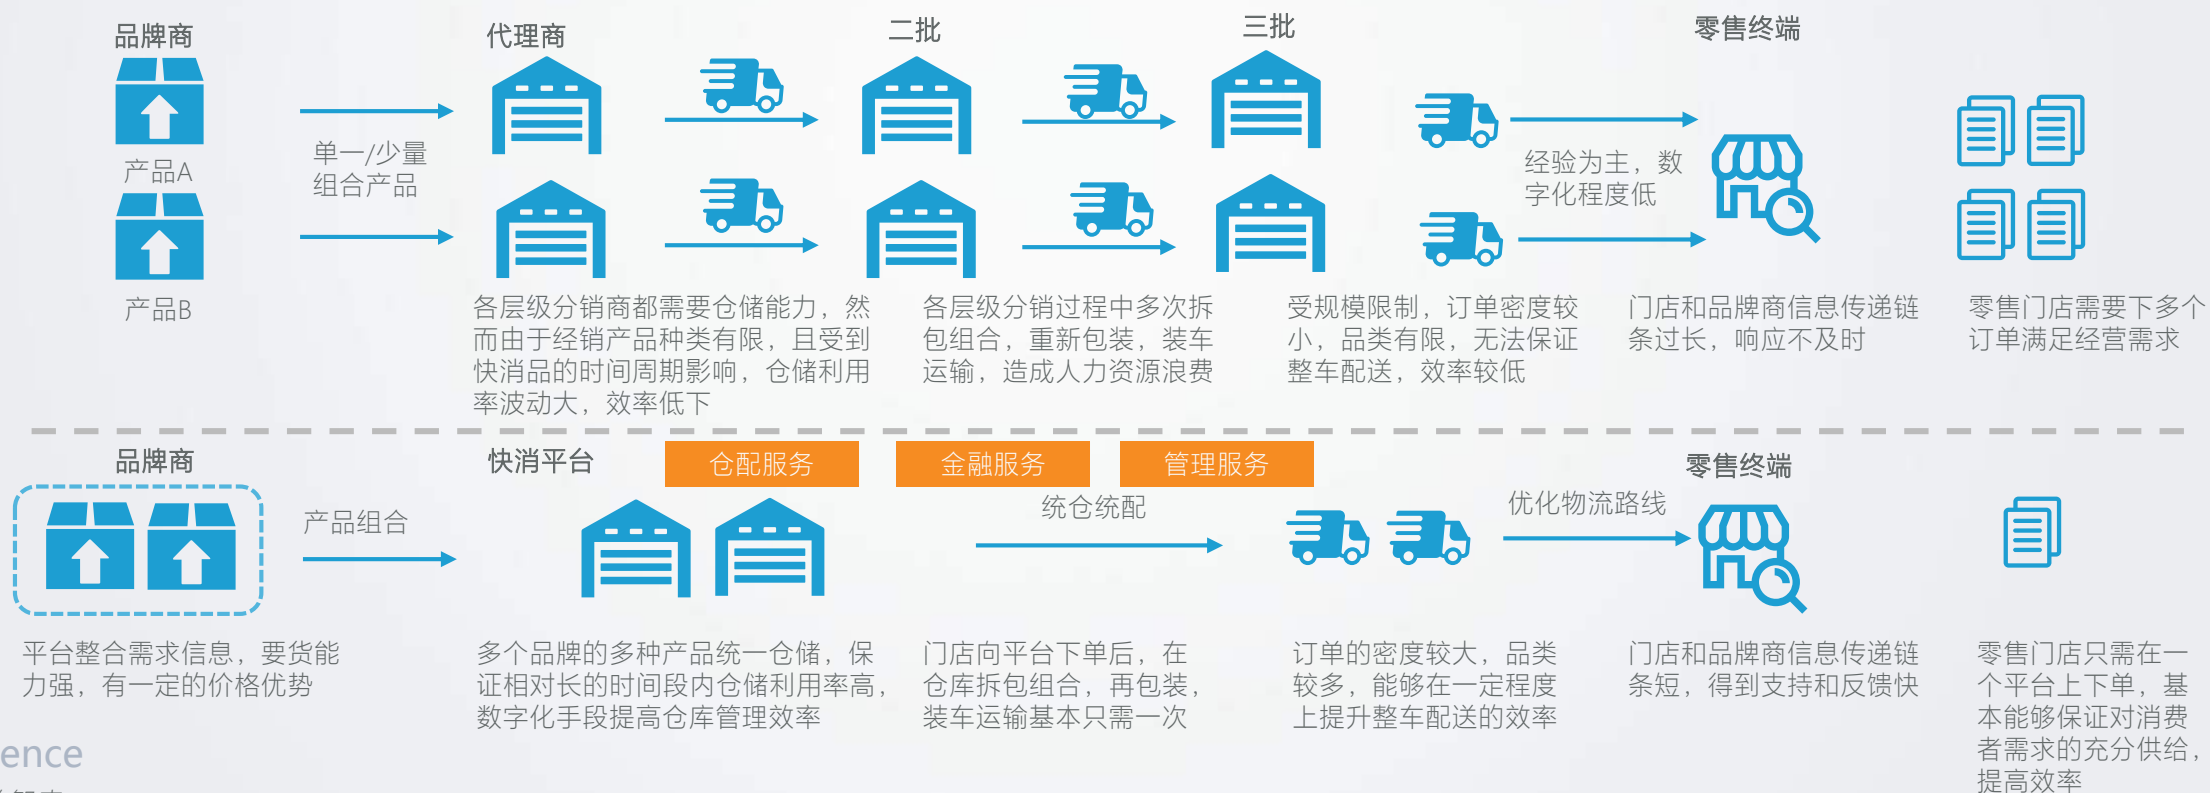 品牌商
代理商
二批
三批
零售终端
产品A
产品B
单一/少量
组合产品
经验为主，数
字化程度低
各层级分销商都需要仓储能力，然
而由于经销产品种类有限，且受到
快消品的时间周期影响，仓储利用
率波动大，效率低下
各层级分销过程中多次拆
包组合，重新包装，装车
运输，造成人力资源浪费
受规模限制，订单密度较
小，品类有限，无法保证
整车配送，效率较低
门店和品牌商信息传递链
条过长，响应不及时
零售门店需要下多个
订单满足经营需求
品牌商
快消平台
仓配服务
金融服务
管理服务
零售终端
产品组合
统仓统配
优化物流路线
平台整合需求信息，要货能
力强，有一定的价格优势
多个品牌的多种产品统一仓储，保
证相对长的时间段内仓储利用率高，
数字化手段提高仓库管理效率
门店向平台下单后，在
仓库拆包组合，再包装，
装车运输基本只需一次
订单的密度较大，品类
较多，能够在一定程度
上提升整车配送的效率
门店和品牌商信息传递链
条短，得到支持和反馈快
零售门店只需在一
个平台上下单，基
本能够保证对消费
者需求的充分供给，
提高效率
ence